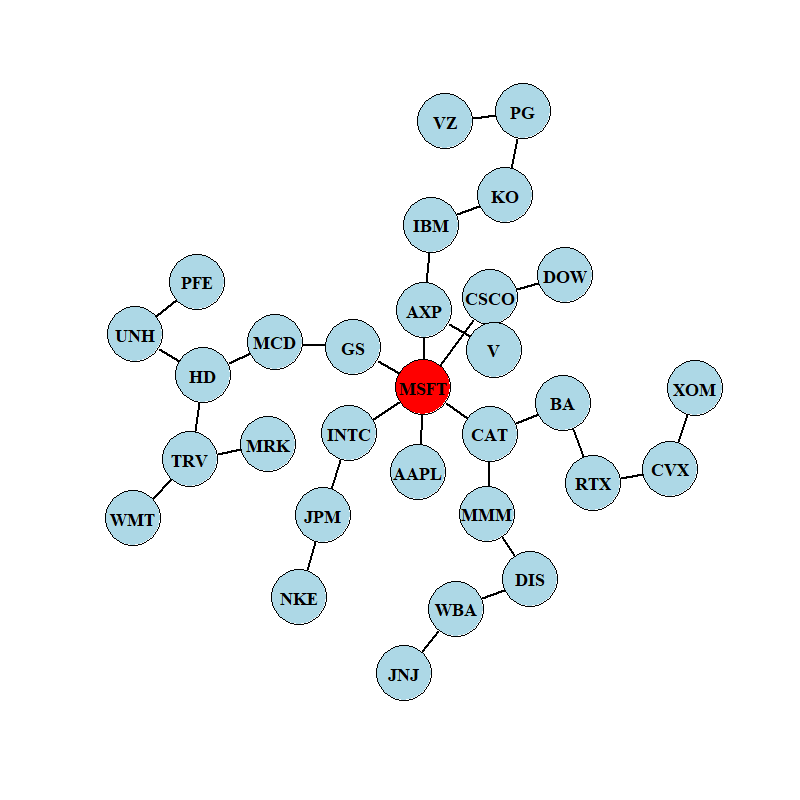 PG
VZ
KO
IBM
DOW
PFE
CSCO
AXP
UNH
MCD
GS
V
HD
MSFT
XOM
BA
INTC
CAT
MRK
TRV
AAPL
CVX
RTX
WMT
JPM
MMM
DIS
NKE
WBA
JNJ